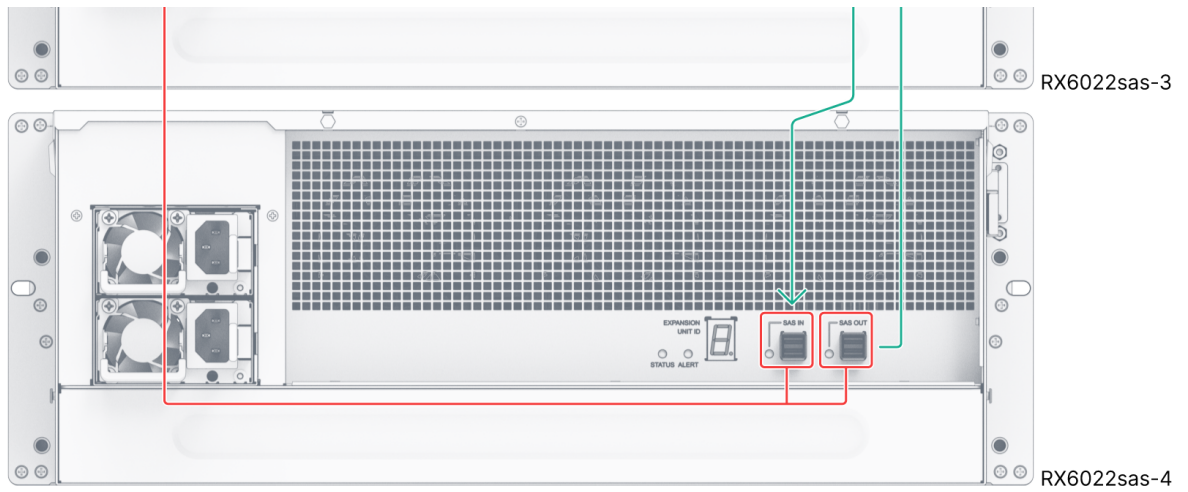 RX6022sas-3
EXPANSION
UNIT ID
SAS IN
SAS OUT
STATUS ALERT
RX6022sas-4